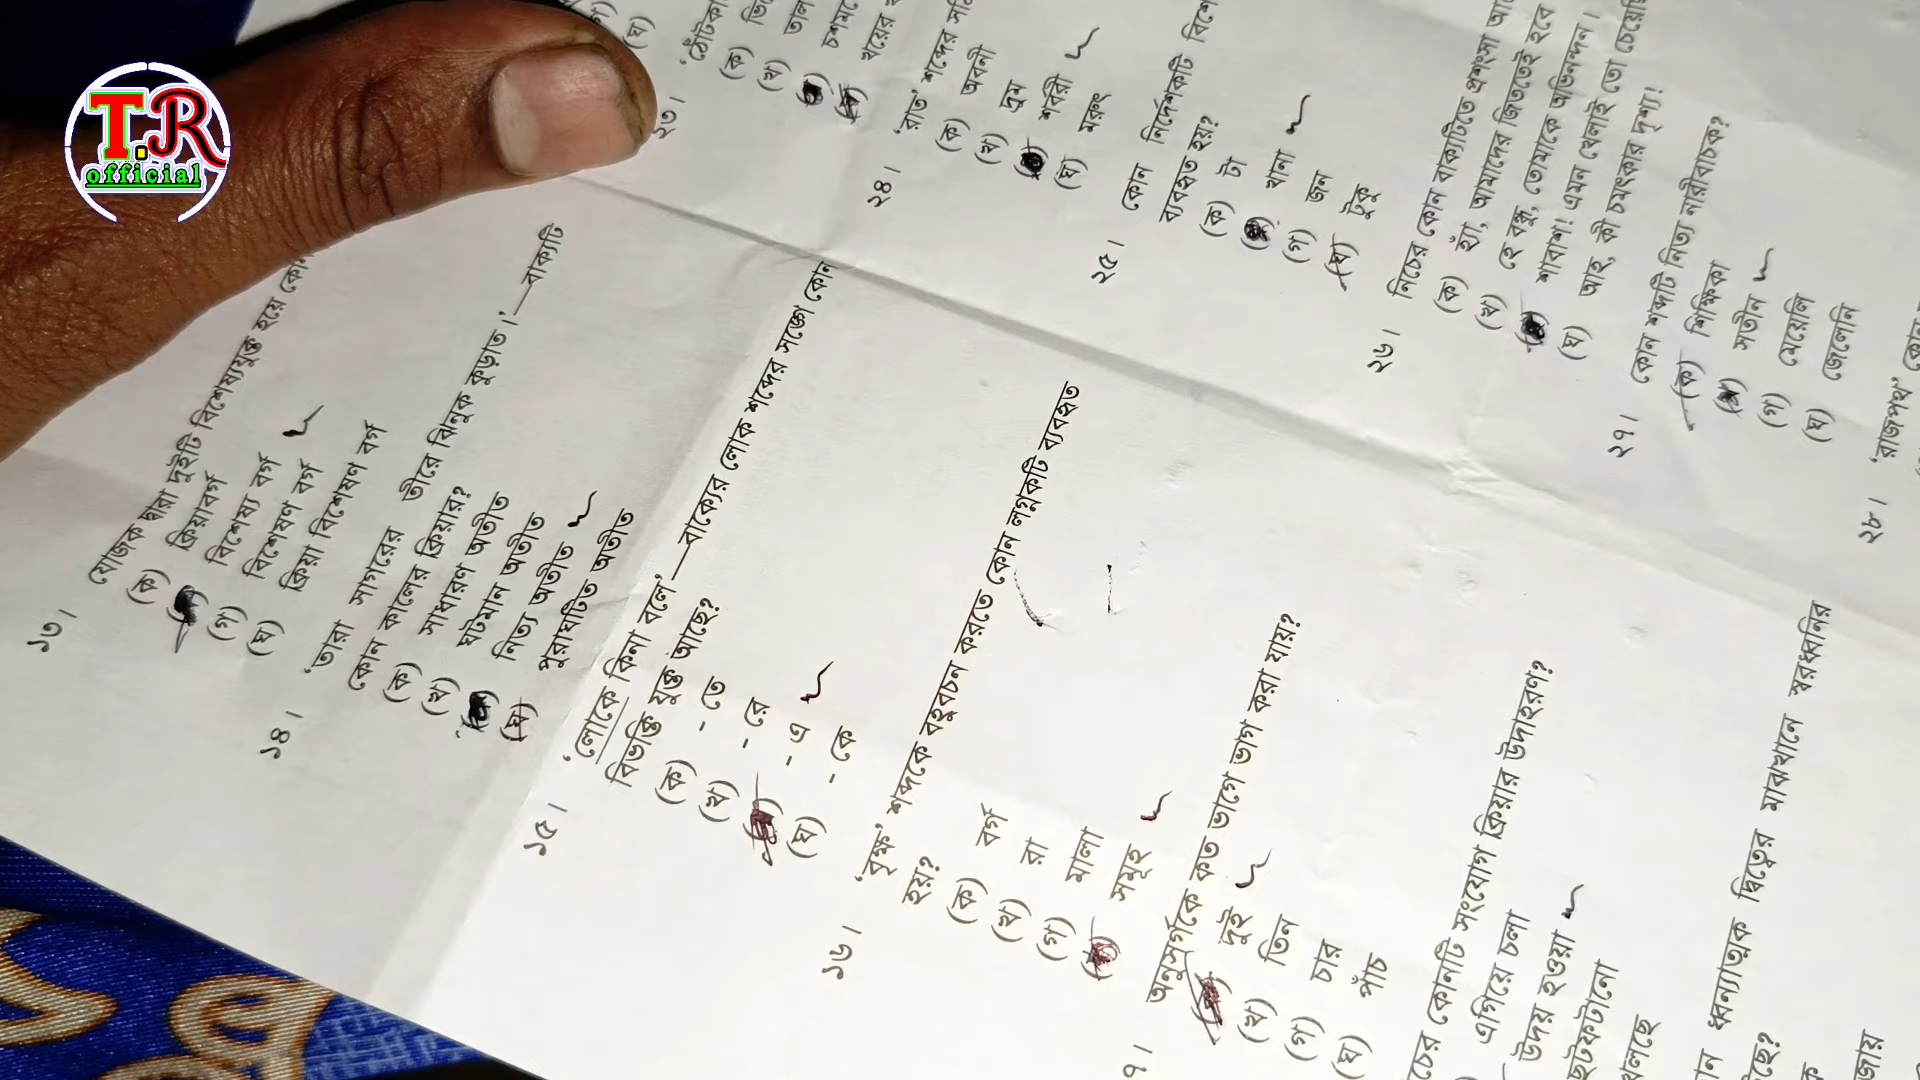 T.R
official
১৩। যোজক দ্বারা দুইটি বিশেষ্যযুক্ত হয়ে কোন
(ক) ক্রিয়াবর্গ
বিশেষ্য বর্গ
(গ) বিশেষণ বর্গ
(ঘ) ক্রিয়া বিশেষণ বর্গ
১৪। 'তারা সাগরের তীরে ঝিনুক কুড়াত।'—বাক্যটি
কোন কালের ক্রিয়ার?
(ক) সাধারণ অতীত
(খ) ঘটমান অতীত
নিত্য অতীত
(ঘ) পুরাঘটিত অতীত
১৫। 'লোকে কিনা বলে'—বাক্যের লোক শব্দের সঙ্গে কোন
বিভক্তি যুক্ত আছে?
(ক) - তে
(খ) - রে
- এ
(ঘ) - কে
১৬। 'বৃক্ষ' শব্দকে বহুবচন করতে কোন লগ্নকটি ব্যবহৃত
হয়?
(ক) বর্গ
(খ) রা
(গ) মালা
সমূহ
৭। অনুসর্গকে কত ভাগে ভাগ করা যায়?
দুই
(খ) তিন
(গ) চার
(ঘ) পাঁচ
চের কোনটি সংযোগ ক্রিয়ার উদাহরণ?
এগিয়ে চলা
উদয় হওয়া
ছটফটানো
ধ্বন্যাত্মক দ্বিত্বের মাঝখানে স্বরধ্বনির
(ঘ)
২৩।
(ক)
(খ)
২৪। 'রাত' শব্দের
(ক) অবনী
(খ) দ্রুম
শর্বরী
(ঘ) মরুৎ
২৫। কোন নির্দেশকটি
ব্যবহৃত হয়?
(ক) টা
খানা
(গ) জন
(ঘ) টুকু
২৬। নিচের কোন বাক্যটিতে প্রশংসা
(ক) হ্যাঁ, আমাদের জিততেই হবে
(খ) হে বন্ধু, তোমাকে অভিনন্দন।
শাবাশ! এমন খেলাই তো
(ঘ) আহ্, কী চমৎকার দৃশ্য!
২৭। কোন শব্দটি নিত্য নারীবাচক?
(ক) শিক্ষিকা
সতীন
(গ) মেয়েলি
(ঘ) জেলেনি
২৮। 'রাজপথ'